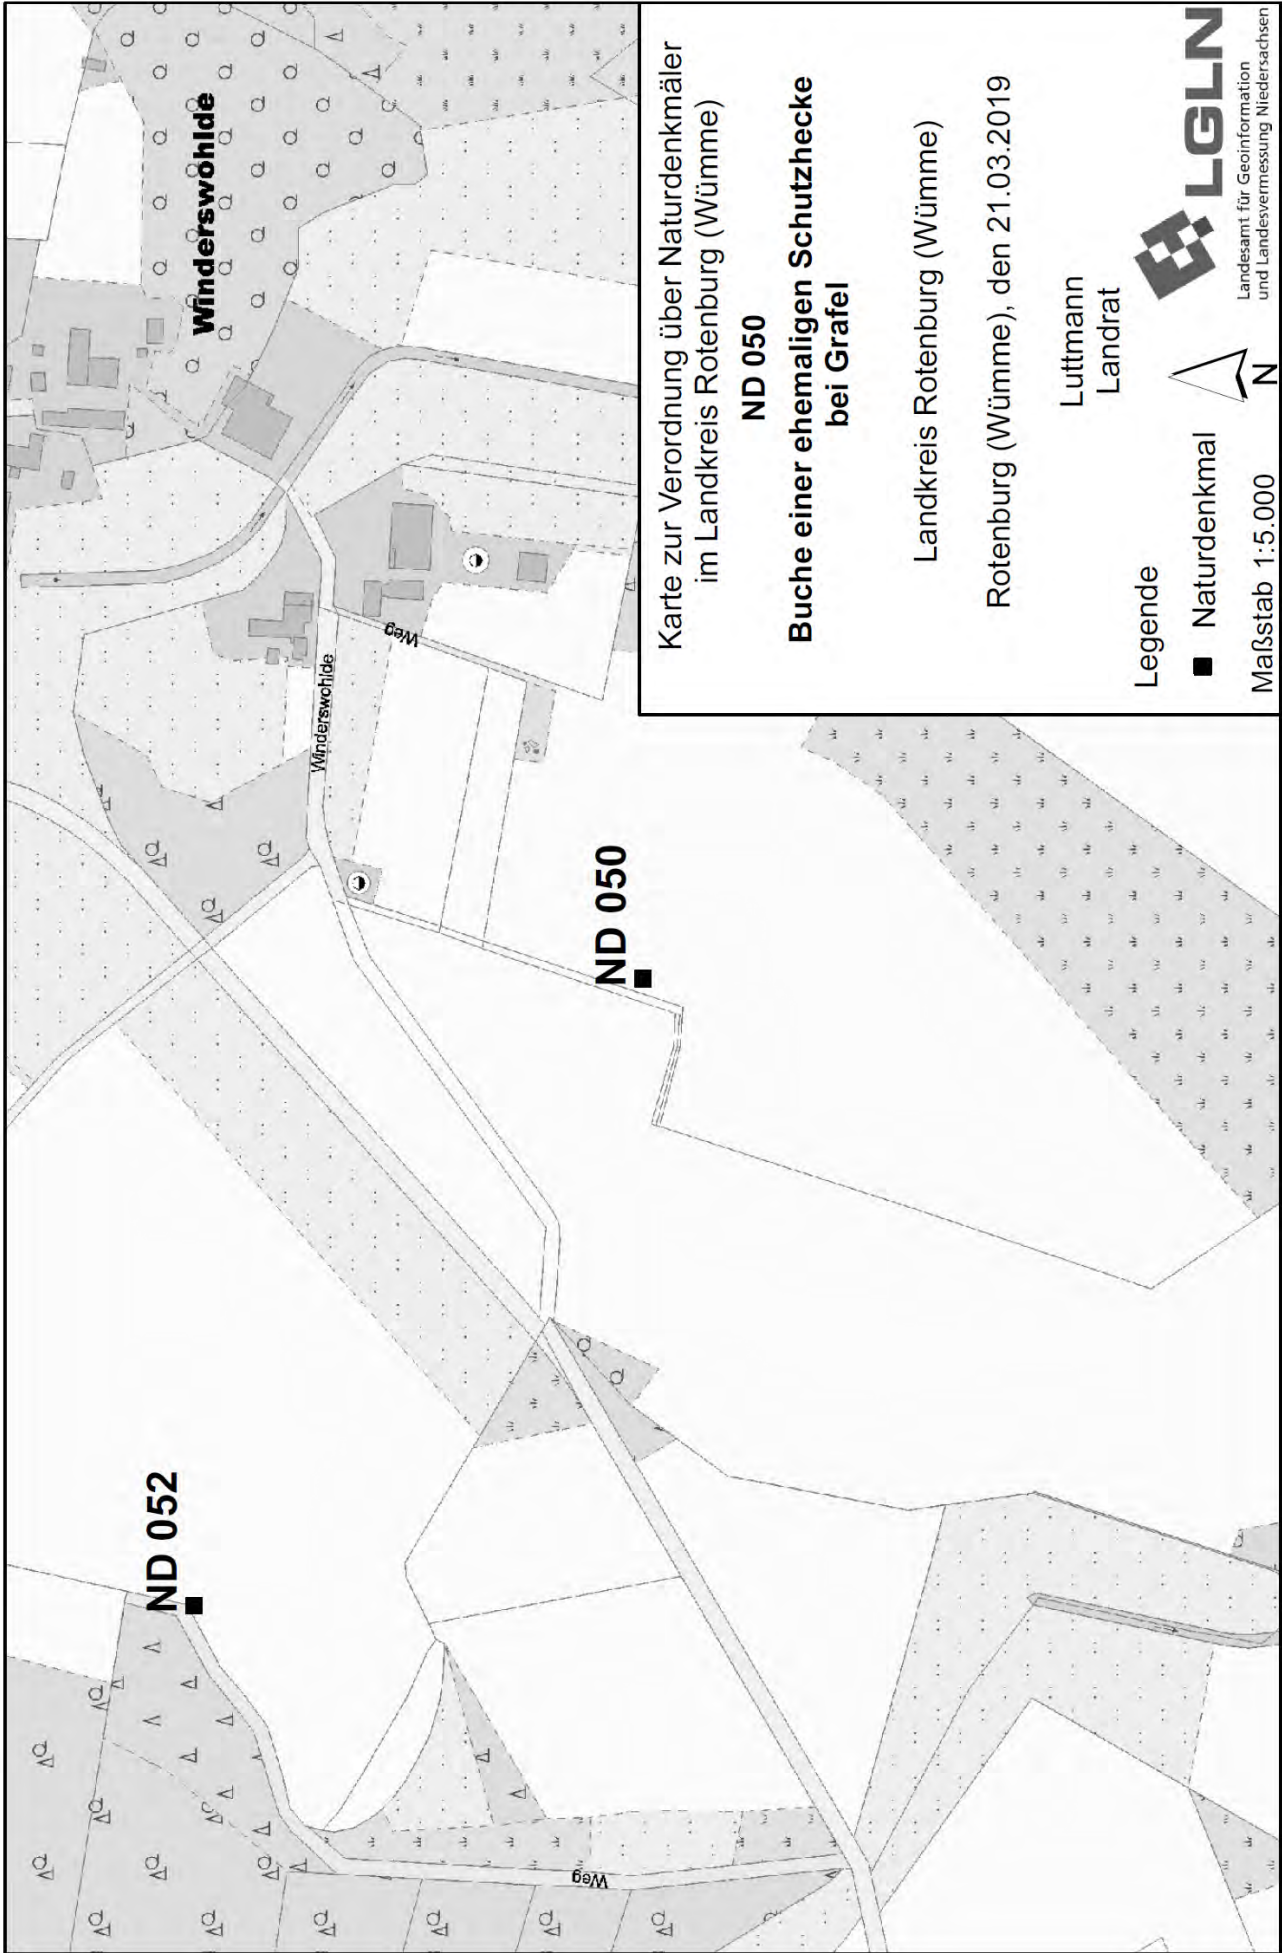 ND 052
Winderswohlde
ND 050
Winderswohlde
Weg
Weg
Karte zur Verordnung über Naturdenkmäler
im Landkreis Rotenburg (Wümme)
ND 050
Buche einer ehemaligen Schutzhecke
bei Grafel
Landkreis Rotenburg (Wümme)
Rotenburg (Wümme), den 21.03.2019
Luttmann
Landrat
Legende
Naturdenkmal
Maßstab 1:5.000
N
LGLN
Landesamt für Geoinformation
und Landesvermessung Niedersachsen